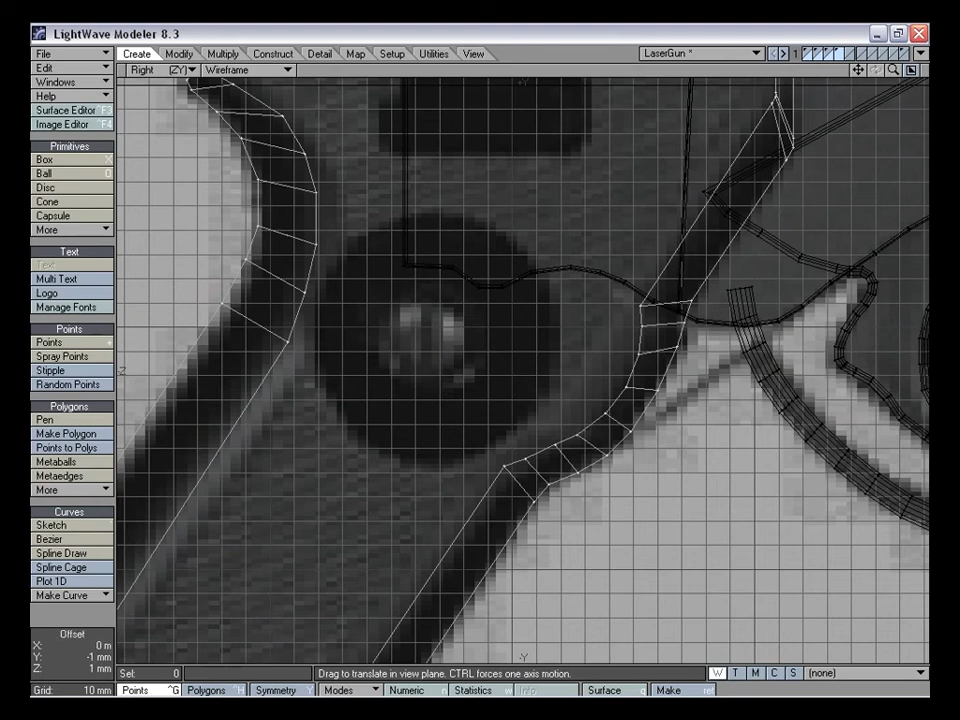 LightWave Modeler 8.3
File Create Modify Multiply Construct Detail Map Setup Utilities View LaserGun * 1
Edit Right (ZY) Wireframe
Windows
Help
Surface Editor ^F3
Image Editor ^F4
Primitives
Box X
Ball O
Disc
Cone
Capsule
More
Text
Text
Multi Text
Logo
Manage Fonts
Points
Points +
Spray Points
Stipple
Random Points
Polygons
Pen
Make Polygon
Points to Polys
Metaballs
Metaedges
More
Curves
Sketch
Bezier
Spline Draw
Spline Cage
Plot 1D
Make Curve
Offset
X: 0 m
Y: -1 mm
Z: 1 mm
-Y
Sel: 0 Drag to translate in view plane. CTRL forces one axis motion. W T M C S (none)
Grid: 10 mm Points ^G Polygons ^H Symmetry Y Modes Numeric n Statistics w Info Surface q Make ret